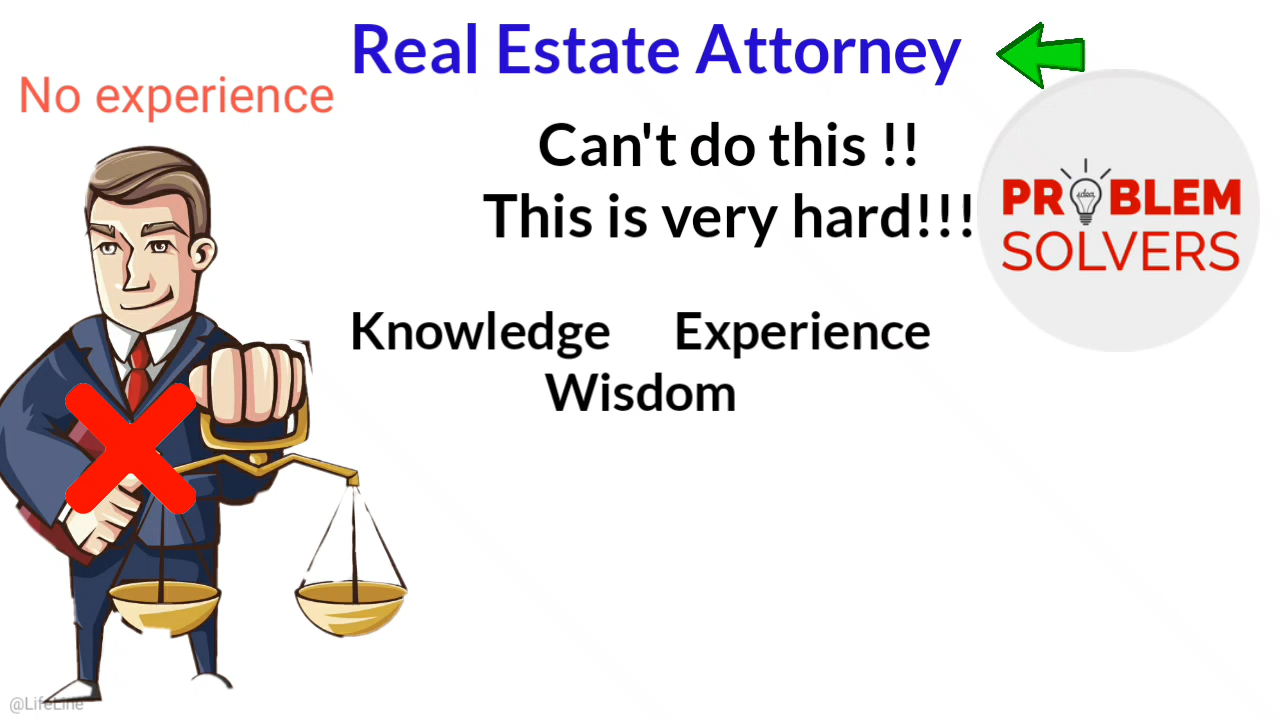 Real Estate Attorney
No experience
Can't do this !!
This is very hard!!!
PROBLEM
idea
SOLVERS
Knowledge Experience
Wisdom
@LifeLine